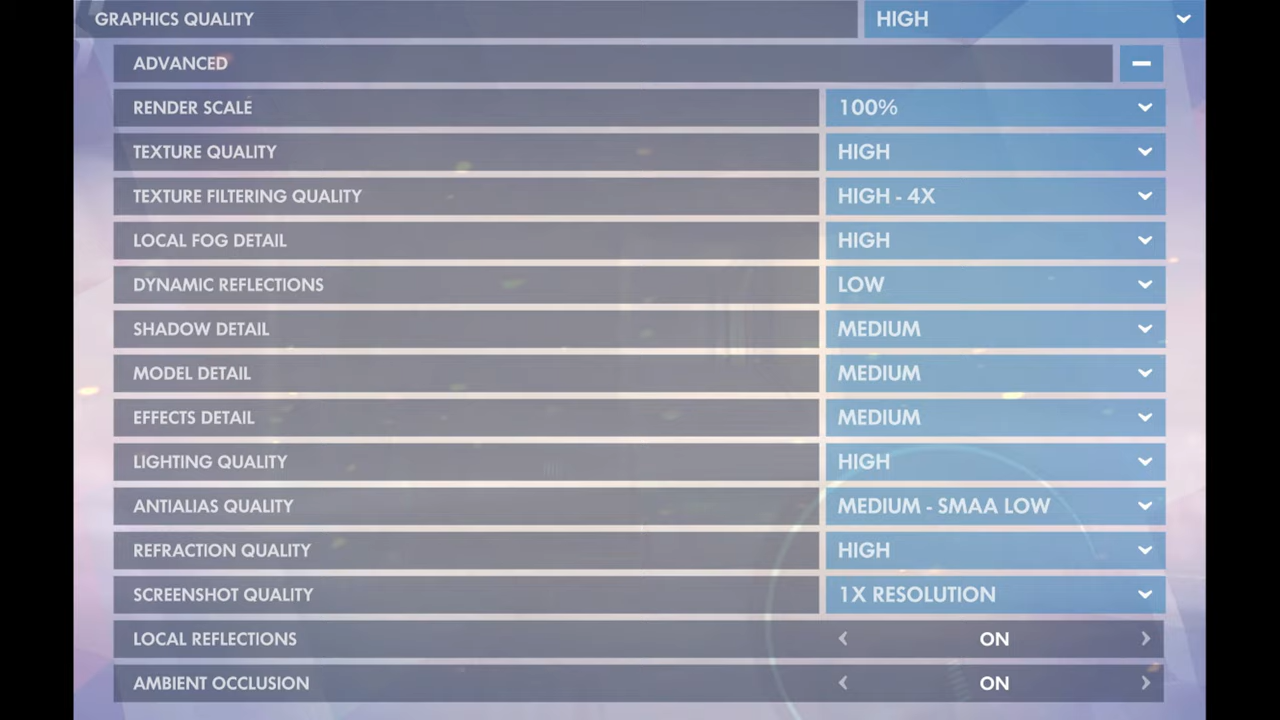 GRAPHICS QUALITY HIGH
ADVANCED
RENDER SCALE 100%
TEXTURE QUALITY HIGH
TEXTURE FILTERING QUALITY HIGH - 4X
LOCAL FOG DETAIL HIGH
DYNAMIC REFLECTIONS LOW
SHADOW DETAIL MEDIUM
MODEL DETAIL MEDIUM
EFFECTS DETAIL MEDIUM
LIGHTING QUALITY HIGH
ANTIALIAS QUALITY MEDIUM - SMAA LOW
REFRACTION QUALITY HIGH
SCREENSHOT QUALITY 1X RESOLUTION
LOCAL REFLECTIONS ON
AMBIENT OCCLUSION ON